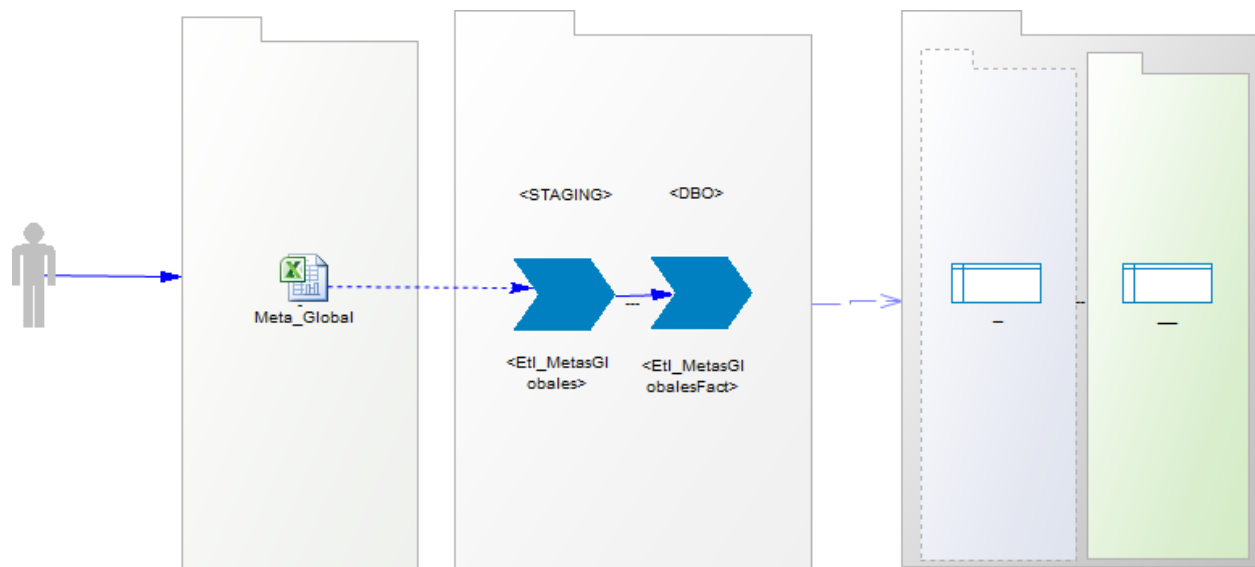 <STAGING>
<DBO>
Meta_Global
<Etl_MetasGl
obales>
<Etl_MetasGl
obalesFact>